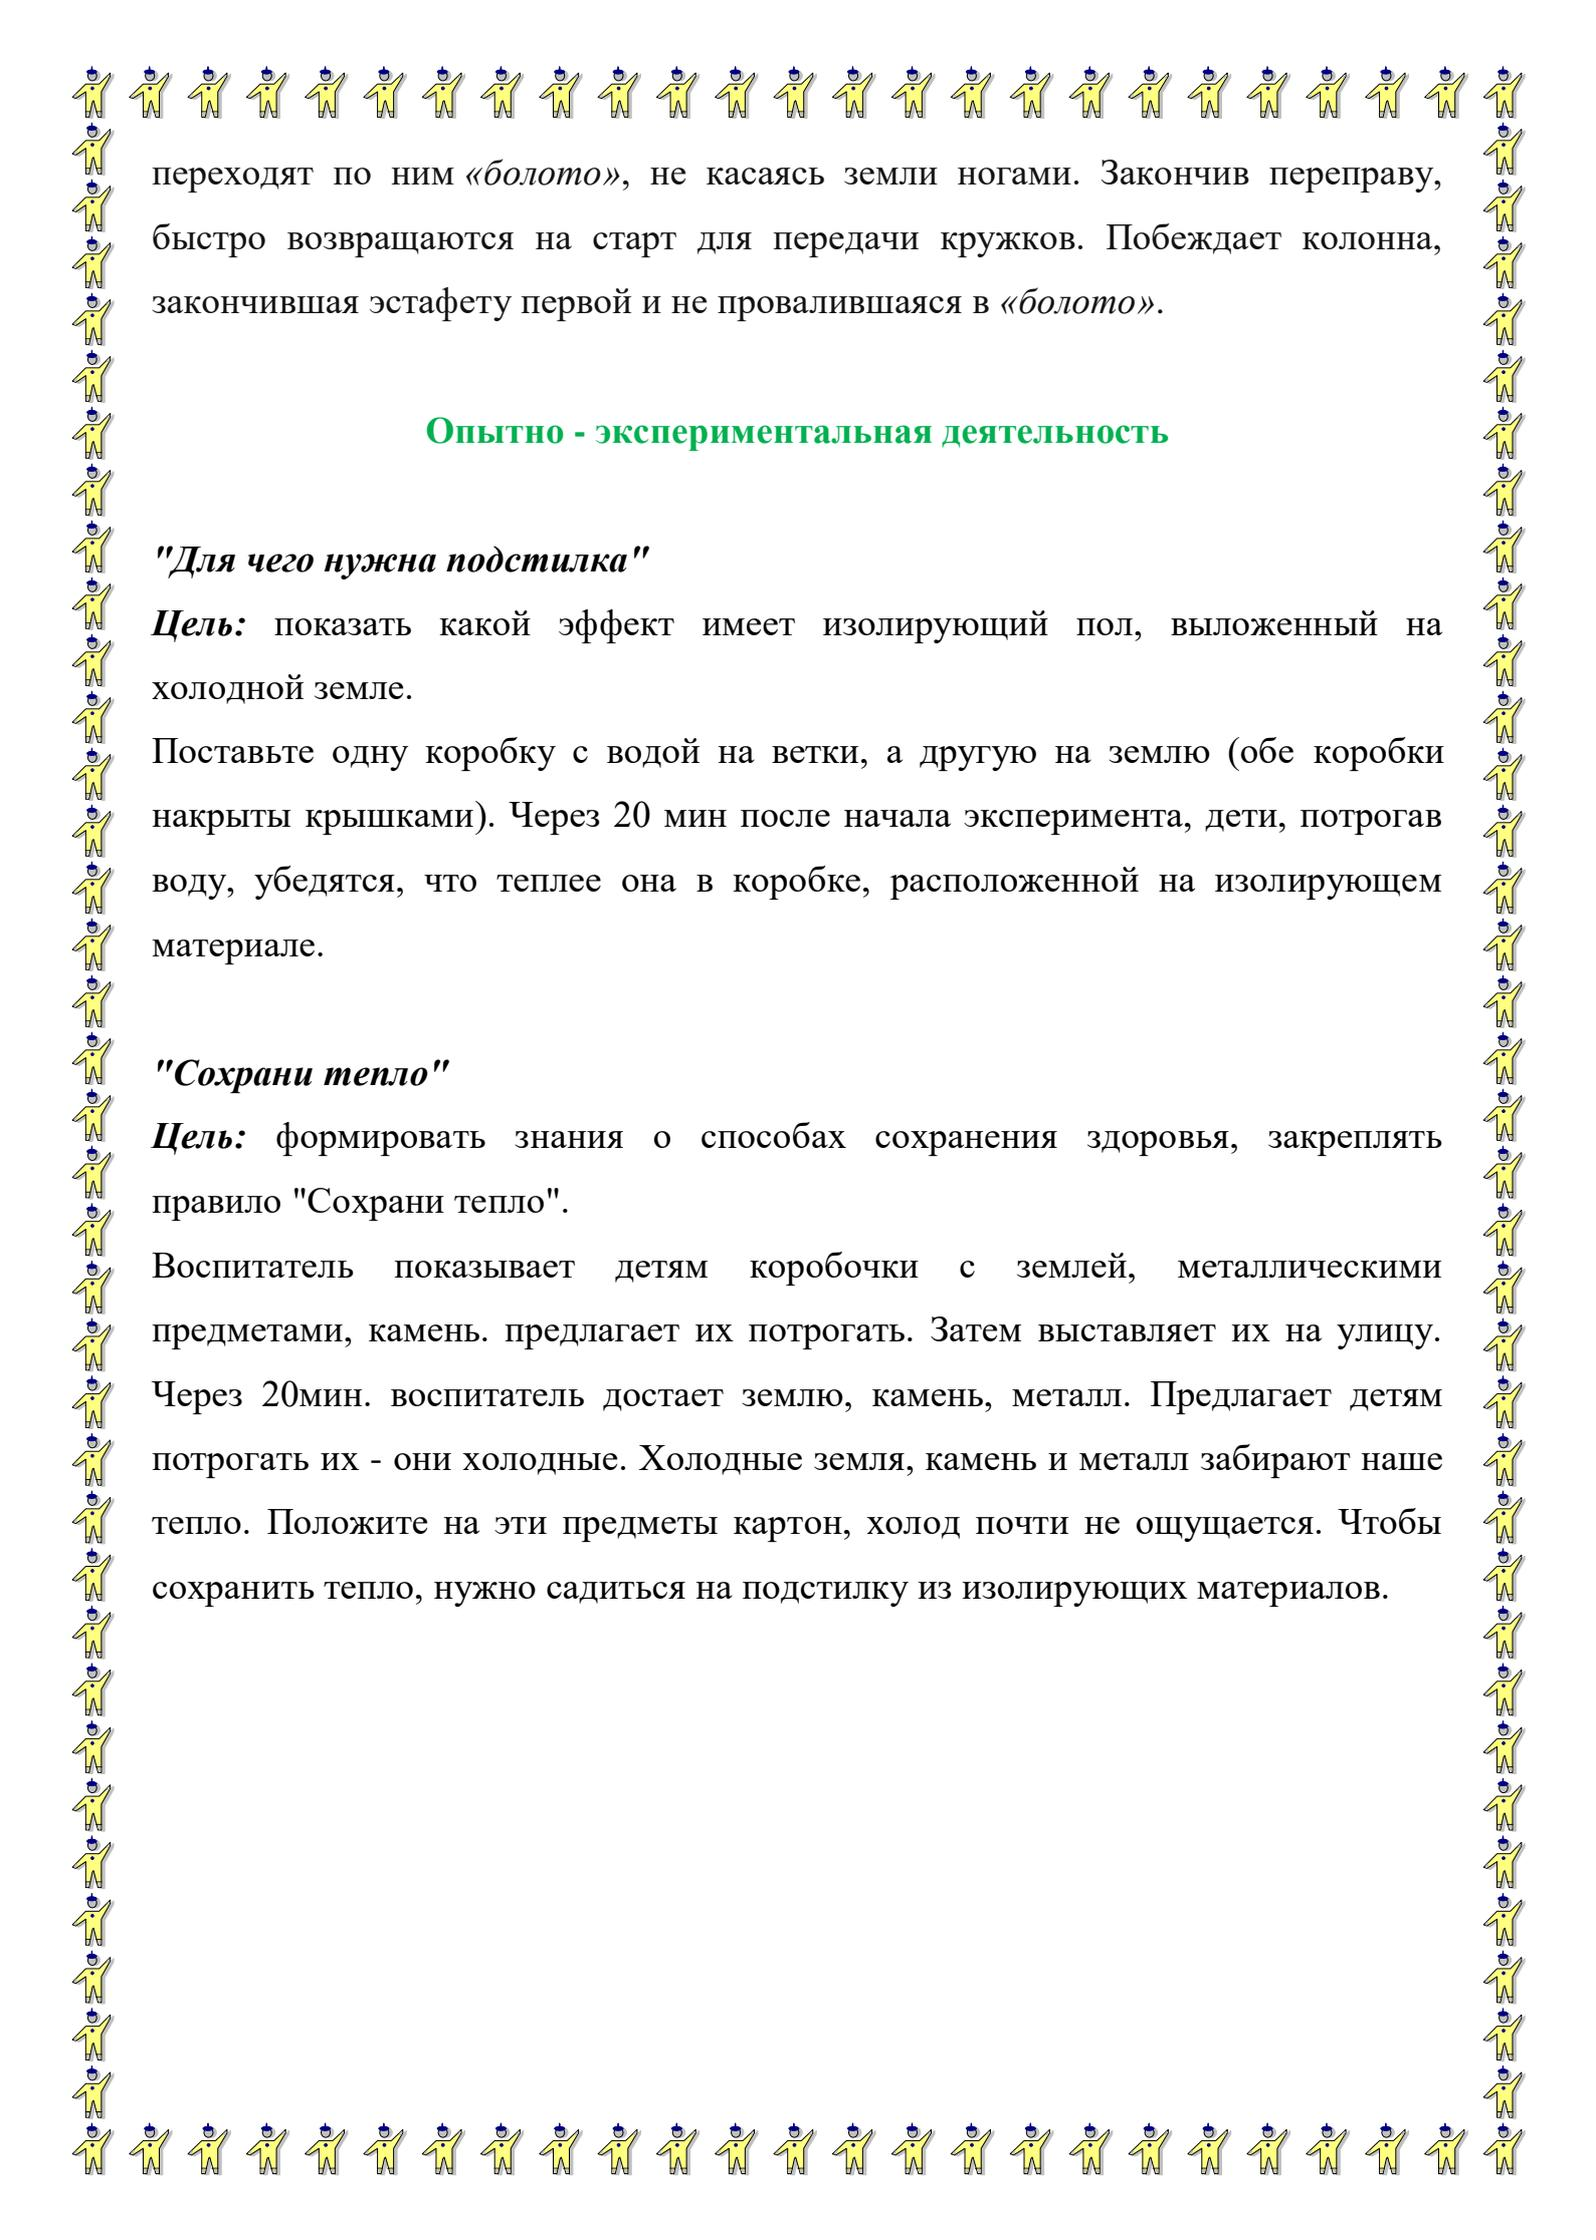 переходят по ним «болото», не касаясь земли ногами. Закончив переправу,
быстро возвращаются на старт для передачи кружков. Побеждает колонна,
закончившая эстафету первой и не провалившаяся в «болото».
Опытно - экспериментальная деятельность
"Для чего нужна подстилка"
Цель: показать какой эффект имеет изолирующий пол, выложенный на
холодной земле.
Поставьте одну коробку с водой на ветки, а другую на землю (обе коробки
накрыты крышками). Через 20 мин после начала эксперимента, дети, потрогав
воду, убедятся, что теплее она в коробке, расположенной на изолирующем
материале.
"Сохрани тепло"
Цель: формировать знания о способах сохранения здоровья, закреплять
правило "Сохрани тепло".
Воспитатель показывает детям коробочки с землей, металлическими
предметами, камень. предлагает их потрогать. Затем выставляет их на улицу.
Через 20мин. воспитатель достает землю, камень, металл. Предлагает детям
потрогать их - они холодные. Холодные земля, камень и металл забирают наше
тепло. Положите на эти предметы картон, холод почти не ощущается. Чтобы
сохранить тепло, нужно садиться на подстилку из изолирующих материалов.